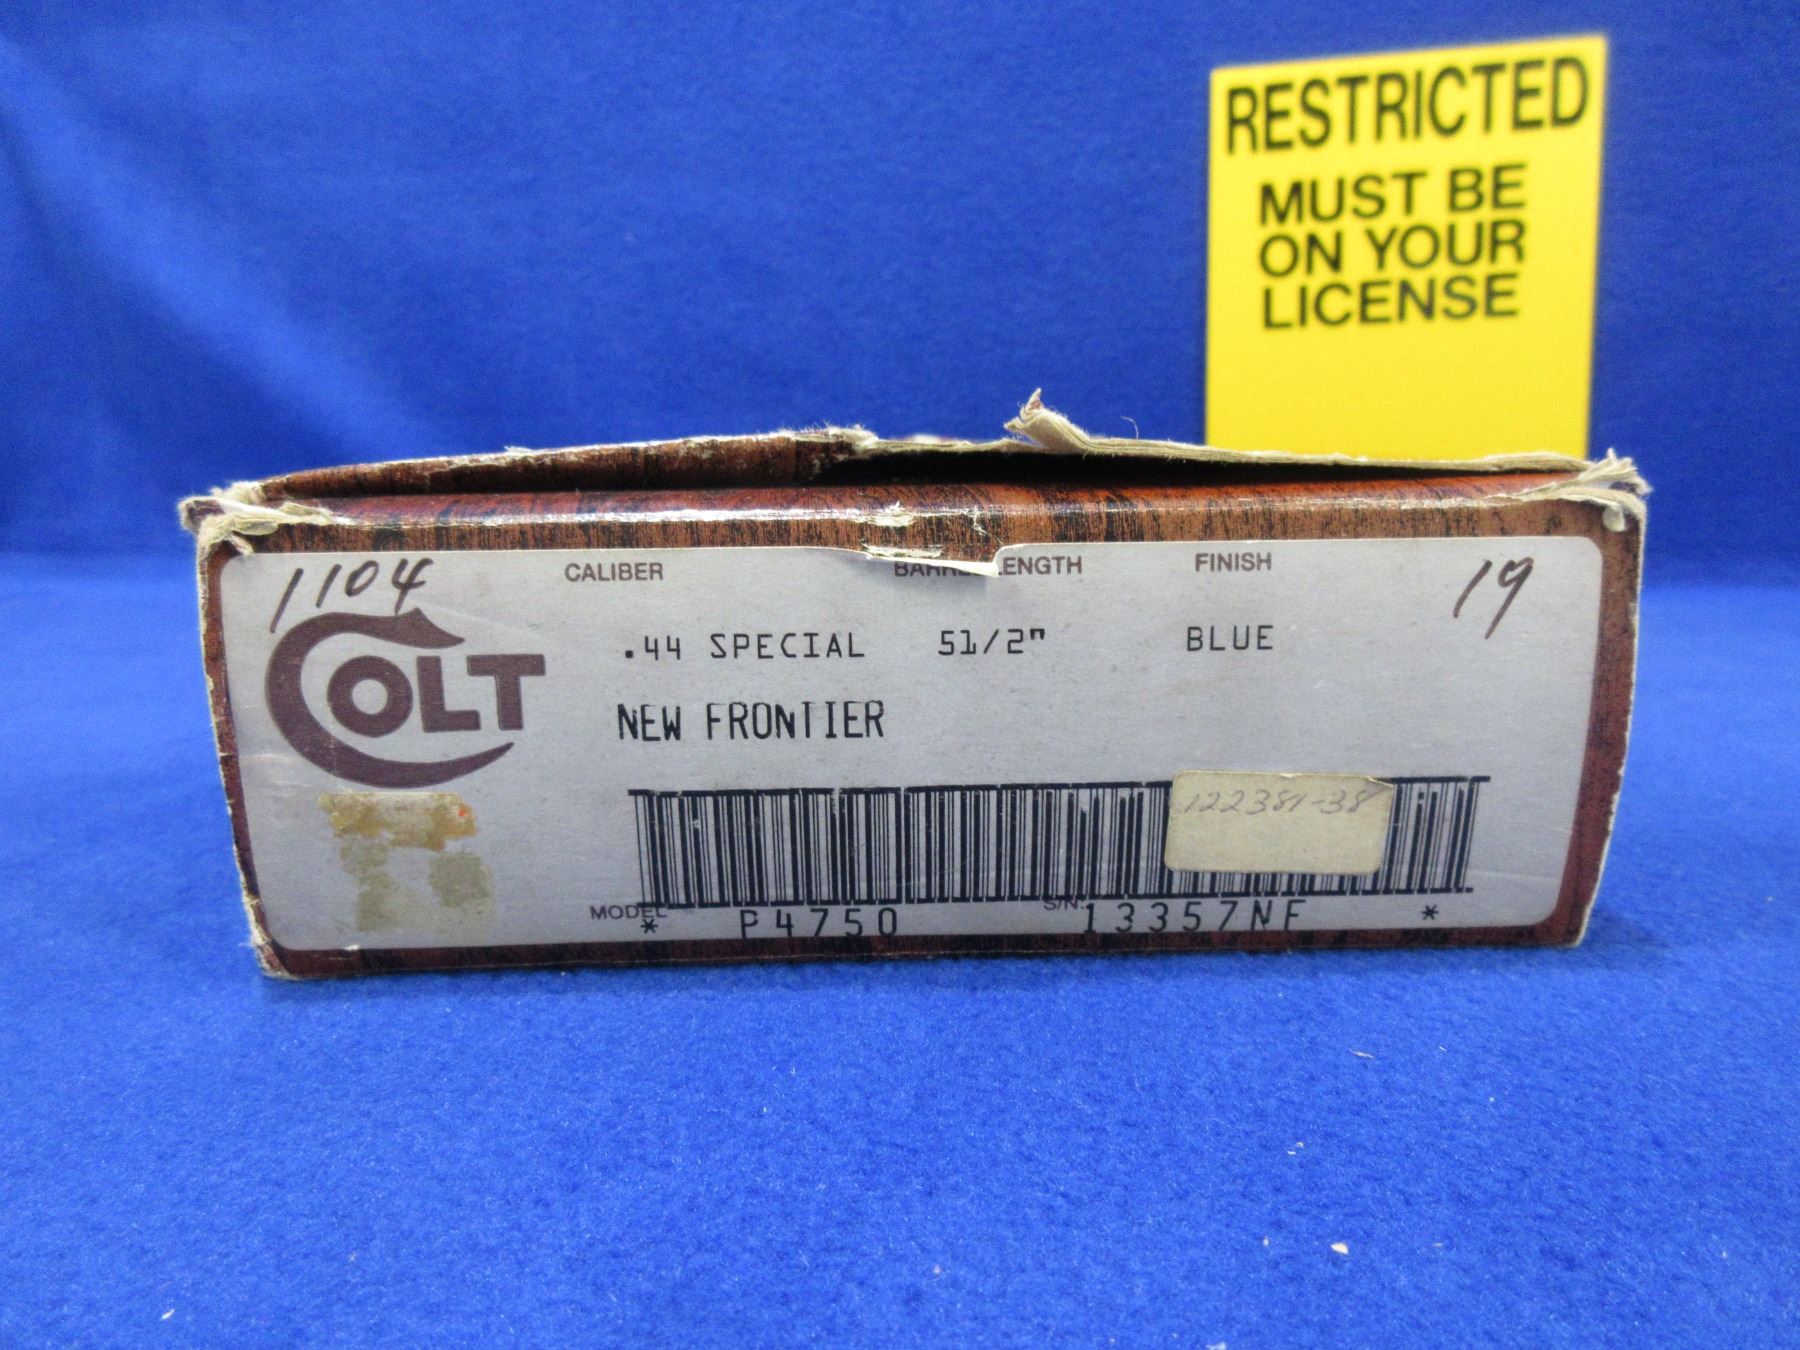 RESTRICTED
MUST BE
ON YOUR
LICENSE
1104
CALIBER BARREL LENGTH FINISH
19
COLT
.44 SPECIAL 51/2" BLUE
NEW FRONTIER
122381-38
MODEL S/N.
* P4750 13357NF *